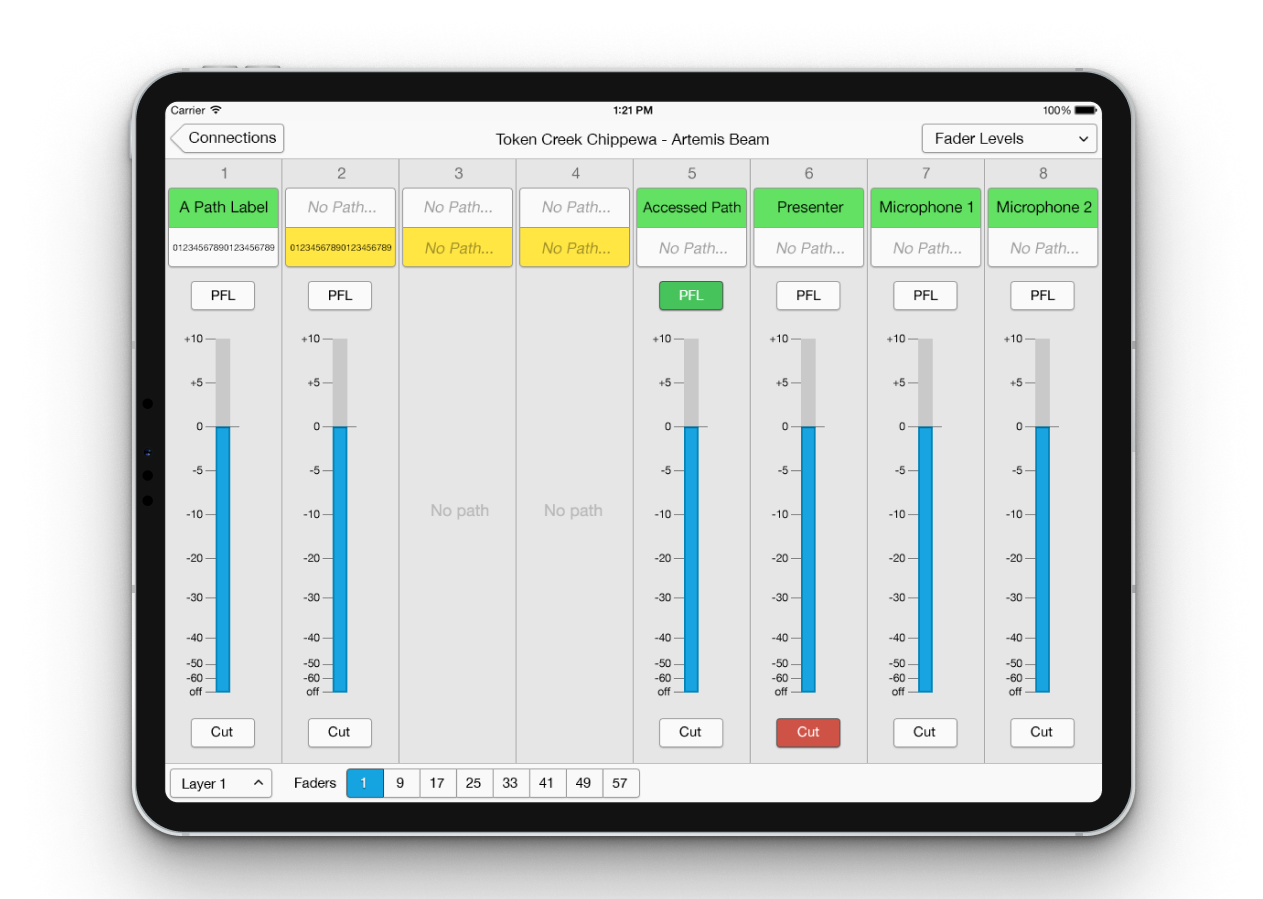 Carrier 1:21 PM 100%
Connections Token Creek Chippewa - Artemis Beam Fader Levels
1 2 3 4 5 6 7 8
A Path Label No Path... No Path... No Path... Accessed Path Presenter Microphone 1 Microphone 2
01234567890123456789 01234567890123456789 No Path... No Path... No Path... No Path... No Path... No Path...
PFL PFL PFL PFL PFL PFL
+10 +10 +10 +10 +10 +10
+5 +5 +5 +5 +5 +5
0 0 0 0 0 0
-5 -5 -5 -5 -5 -5
-10 -10 No path No path -10 -10 -10 -10
-20 -20 -20 -20 -20 -20
-30 -30 -30 -30 -30 -30
-40 -40 -40 -40 -40 -40
-50 -50 -50 -50 -50 -50
-60 -60 -60 -60 -60 -60
off off off off off off
Cut Cut Cut Cut Cut Cut
Layer 1 Faders 1 9 17 25 33 41 49 57